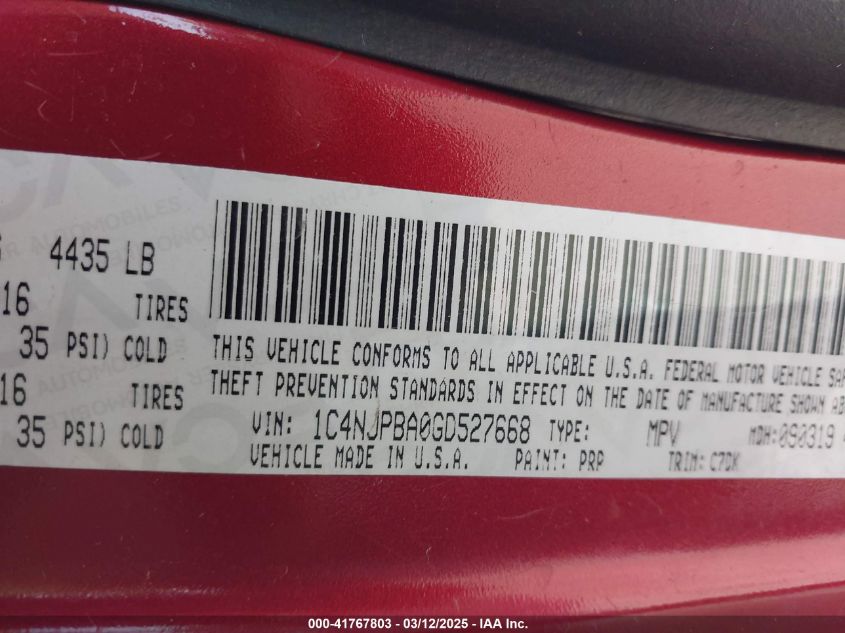 4435 LB
16 TIRES
35 PSI) COLD
16 TIRES
35 PSI) COLD
THIS VEHICLE CONFORMS TO ALL APPLICABLE U.S.A. FEDERAL MOTOR VEHICLE SAF
THEFT PREVENTION STANDARDS IN EFFECT ON THE DATE OF MANUFACTURE SHOWN AB
VIN: 1C4NJPBA0GD527668 TYPE: MPV MDH:090319
VEHICLE MADE IN U.S.A. PAINT: PRP TRIM: C7DK
000-41767803 - 03/12/2025 - IAA Inc.